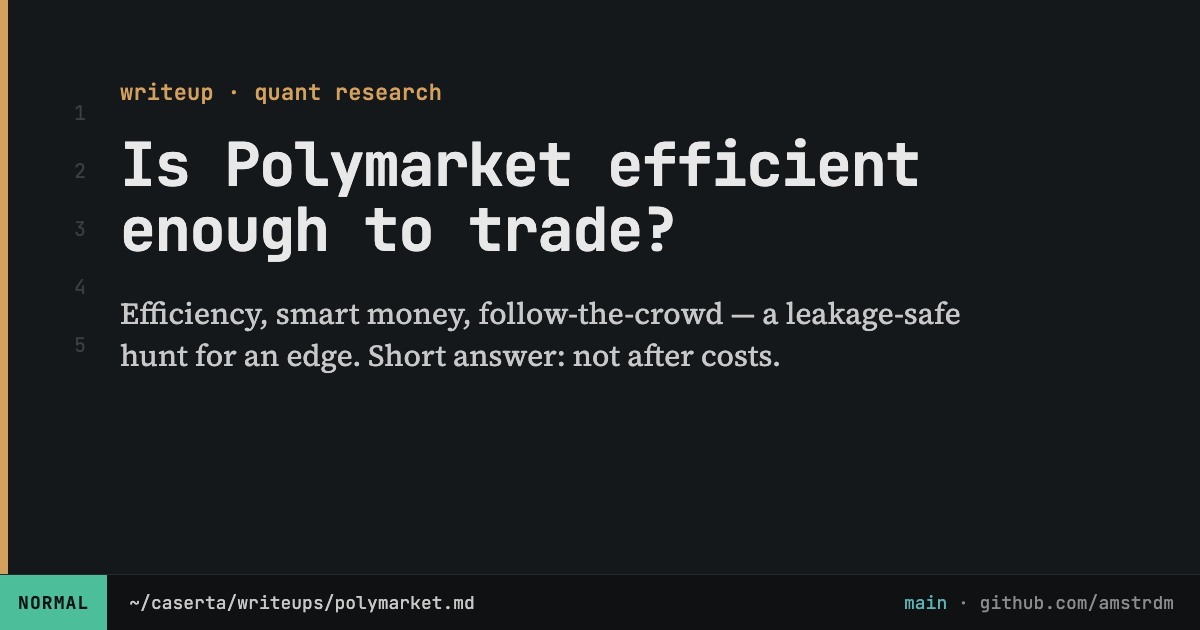 writeup · quant research
1
Is Polymarket efficient
2
enough to trade?
3
4
Efficiency, smart money, follow-the-crowd — a leakage-safe
5
hunt for an edge. Short answer: not after costs.
NORMAL ~/caserta/writeups/polymarket.md main · github.com/amstrdm